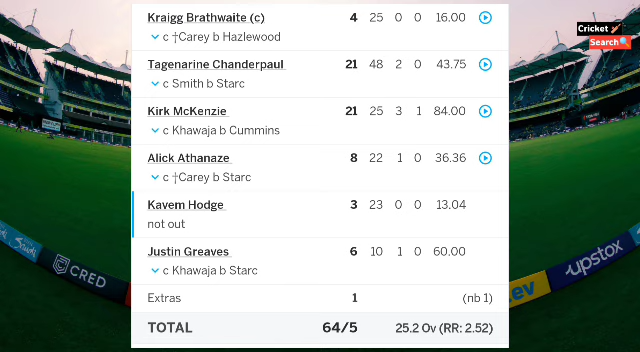 Kraigg Brathwaite (c) 4 25 0 0 16.00
c †Carey b Hazlewood
Tagenarine Chanderpaul 21 48 2 0 43.75
c Smith b Starc
Kirk McKenzie 21 25 3 1 84.00
c Khawaja b Cummins
Alick Athanaze 8 22 1 0 36.36
c †Carey b Starc
Kavem Hodge 3 23 0 0 13.04
not out
Justin Greaves 6 10 1 0 60.00
c Khawaja b Starc
Extras 1 (nb 1)
TOTAL 64/5 25.2 Ov (RR: 2.52)
Cricket
Search
CRED
upstox